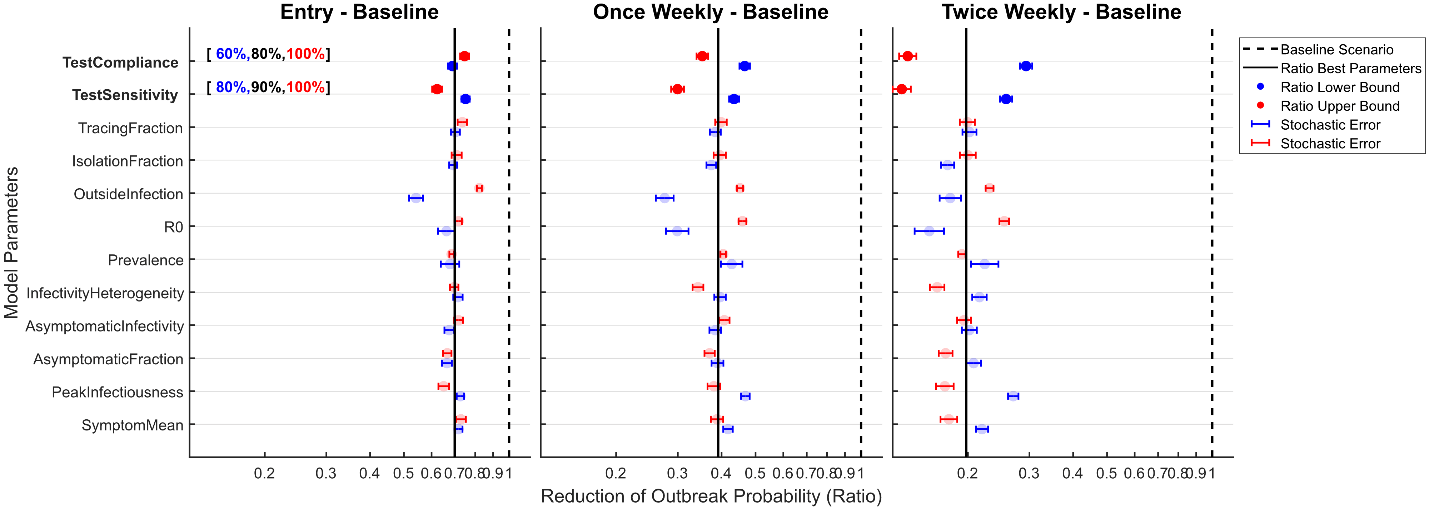 Entry - Baseline
Once Weekly - Baseline
Twice Weekly - Baseline
Model Parameters
TestCompliance
[ 60%,80%,100%]
TestSensitivity
[ 80%,90%,100%]
TracingFraction
IsolationFraction
OutsideInfection
R0
Prevalence
InfectivityHeterogeneity
AsymptomaticInfectivity
AsymptomaticFraction
PeakInfectiousness
SymptomMean
0.2 0.3 0.4 0.5 0.6 0.7 0.8 0.9 1
0.2 0.3 0.4 0.5 0.6 0.7 0.8 0.9 1
0.2 0.3 0.4 0.5 0.6 0.7 0.8 0.9 1
Reduction of Outbreak Probability (Ratio)
Baseline Scenario
Ratio Best Parameters
Ratio Lower Bound
Ratio Upper Bound
Stochastic Error
Stochastic Error